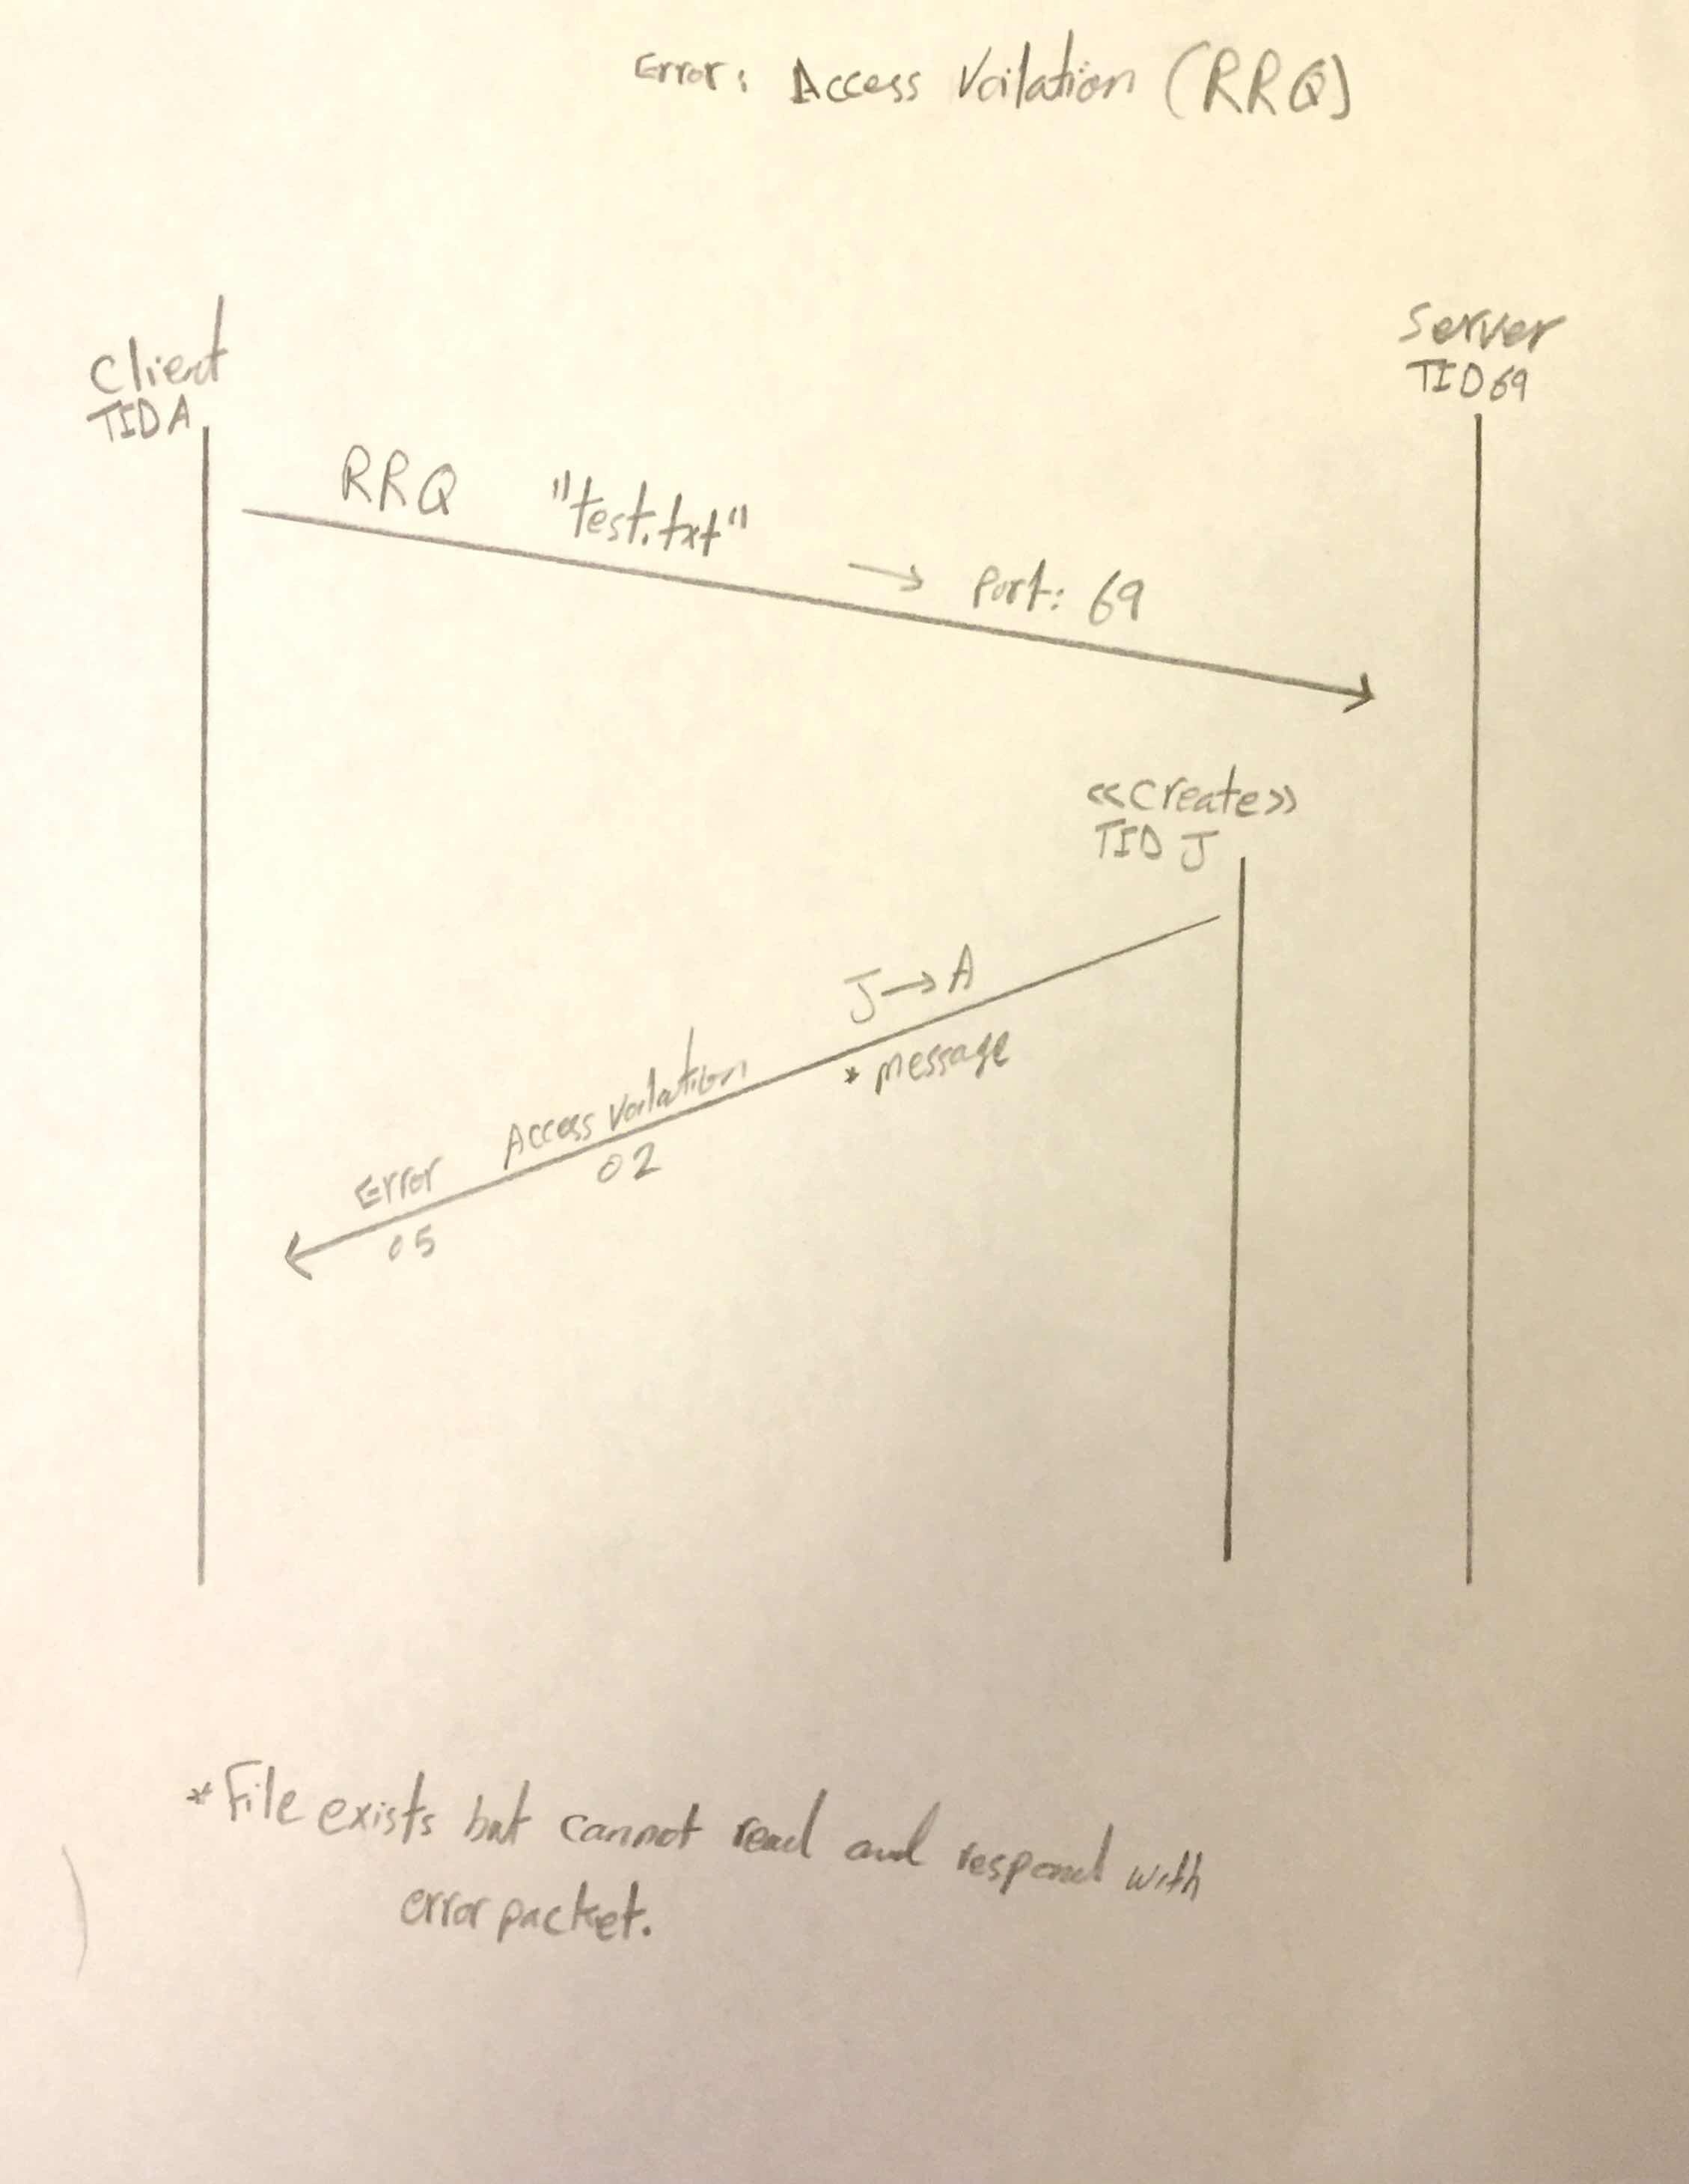 Error: Access Voilation (RRQ)
Client
TID A
Server
TID 69
RRQ "test.txt" → Port: 69
<<create>>
TID J
J→A
* message
Error Access Voilation
05 02
*File exists but cannot read and respond with
error packet.